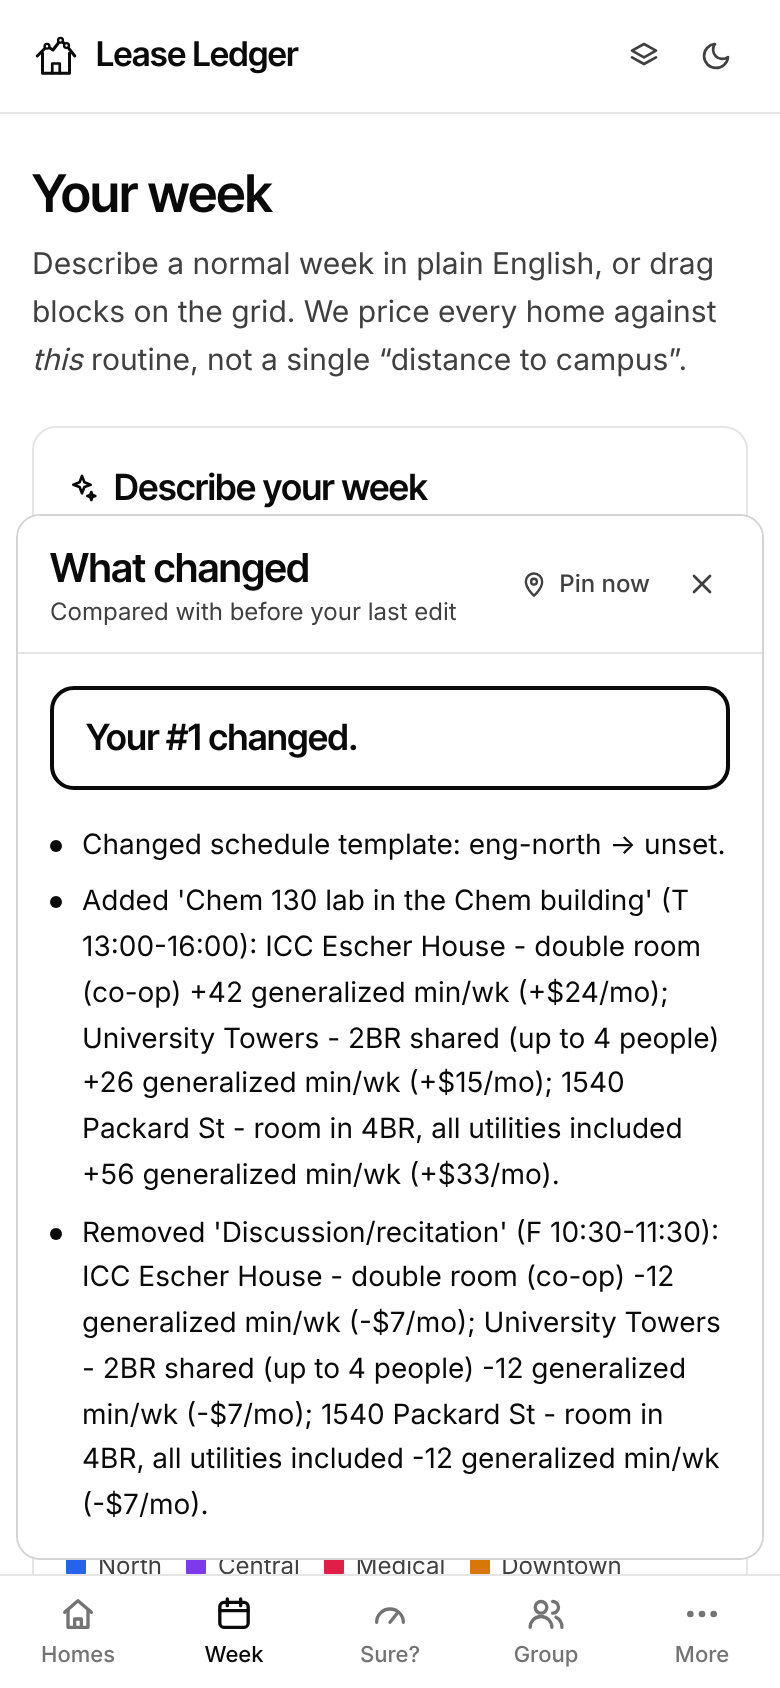 Lease Ledger
Your week
Describe a normal week in plain English, or drag
blocks on the grid. We price every home against
this routine, not a single “distance to campus”.
Describe your week
What changed
Compared with before your last edit
Pin now
Your #1 changed.
Changed schedule template: eng-north → unset.
Added 'Chem 130 lab in the Chem building' (T
13:00-16:00): ICC Escher House - double room
(co-op) +42 generalized min/wk (+$24/mo);
University Towers - 2BR shared (up to 4 people)
+26 generalized min/wk (+$15/mo); 1540
Packard St - room in 4BR, all utilities included
+56 generalized min/wk (+$33/mo).
Removed 'Discussion/recitation' (F 10:30-11:30):
ICC Escher House - double room (co-op) -12
generalized min/wk (-$7/mo); University Towers
- 2BR shared (up to 4 people) -12 generalized
min/wk (-$7/mo); 1540 Packard St - room in
4BR, all utilities included -12 generalized min/wk
(-$7/mo).
North Central Medical Downtown
Homes Week Sure? Group More